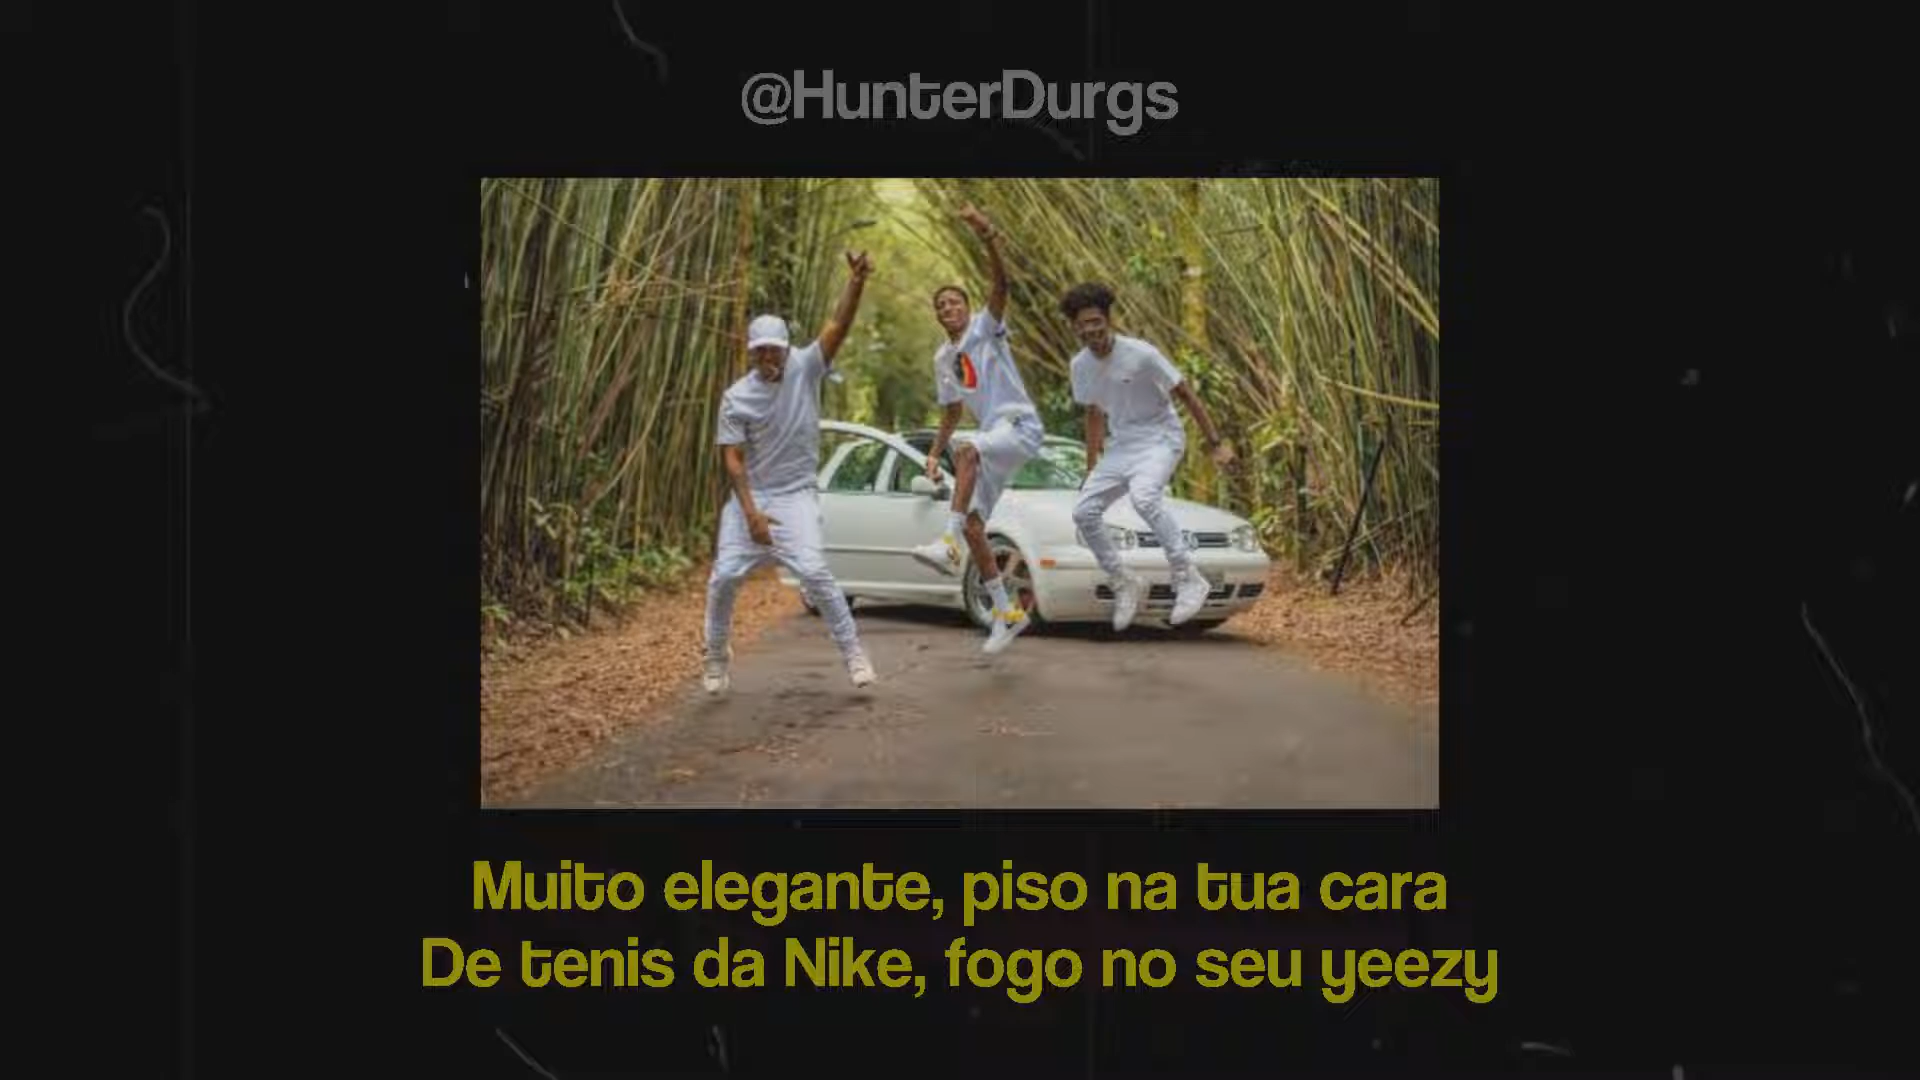 @HunterDurgs
Muito elegante, piso na tua cara
De tenis da Nike, fogo no seu yeezy